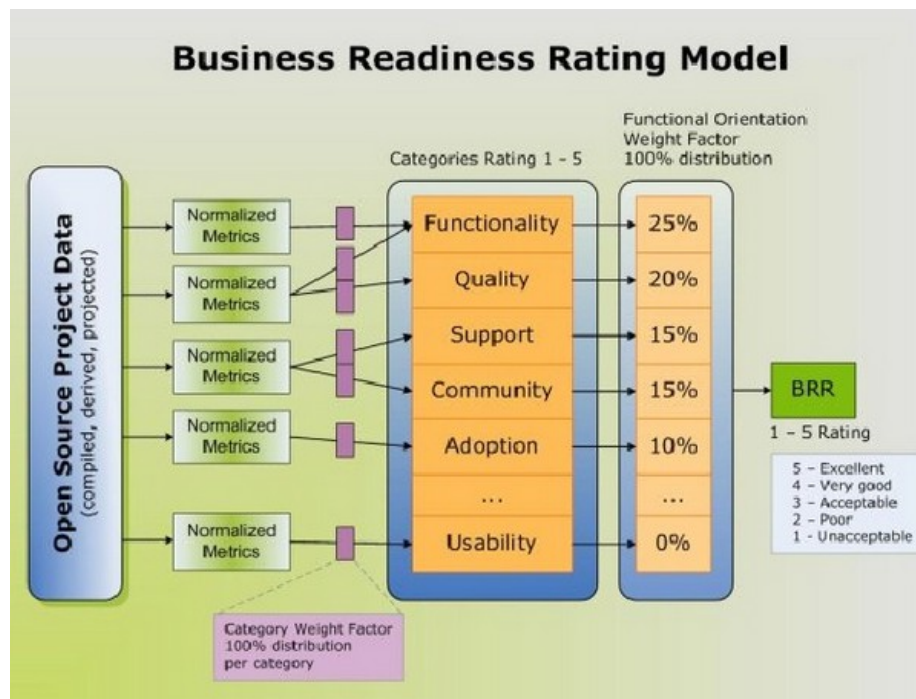 Business Readiness Rating Model
Functional Orientation
Weight Factor
100% distribution
Categories Rating 1 - 5
Open Source Project Data
(compiled, derived, projected)
Normalized
Metrics
Normalized
Metrics
Normalized
Metrics
Normalized
Metrics
Normalized
Metrics
Functionality
Quality
Support
Community
Adoption
...
Usability
25%
20%
15%
15%
10%
...
0%
BRR
1 - 5 Rating
5 - Excellent
4 - Very good
3 - Acceptable
2 - Poor
1 - Unacceptable
Category Weight Factor
100% distribution
per category